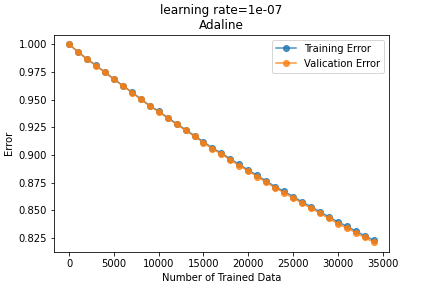 learning rate=1e-07
Adaline
Training Error
Valication Error
1.000
0.975
0.950
0.925
0.900
0.875
0.850
0.825
Error
0
5000
10000
15000
20000
25000
30000
35000
Number of Trained Data